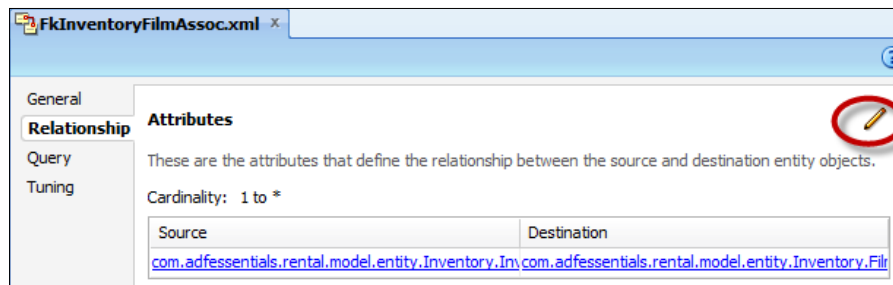 FkInventoryFilmAssoc.xml x
General
Relationship
Query
Tuning
Attributes
These are the attributes that define the relationship between the source and destination entity objects.
Cardinality: 1 to *
Source Destination
com.adfessentials.rental.model.entity.Inventory.Inv com.adfessentials.rental.model.entity.Inventory.Film